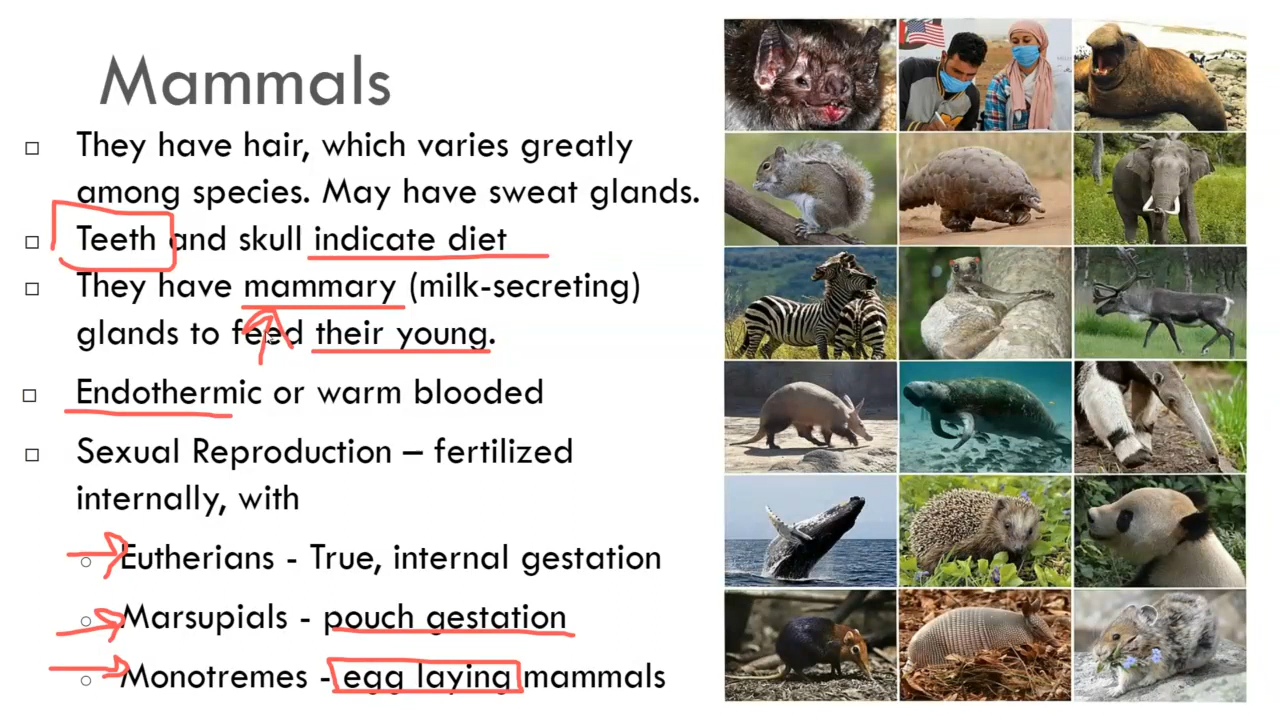 Mammals
□ They have hair, which varies greatly
among species. May have sweat glands.
□ Teeth and skull indicate diet
□ They have mammary (milk-secreting)
glands to feed their young.
□ Endothermic or warm blooded
□ Sexual Reproduction – fertilized
internally, with
○ Eutherians - True, internal gestation
○ Marsupials - pouch gestation
○ Monotremes - egg laying mammals